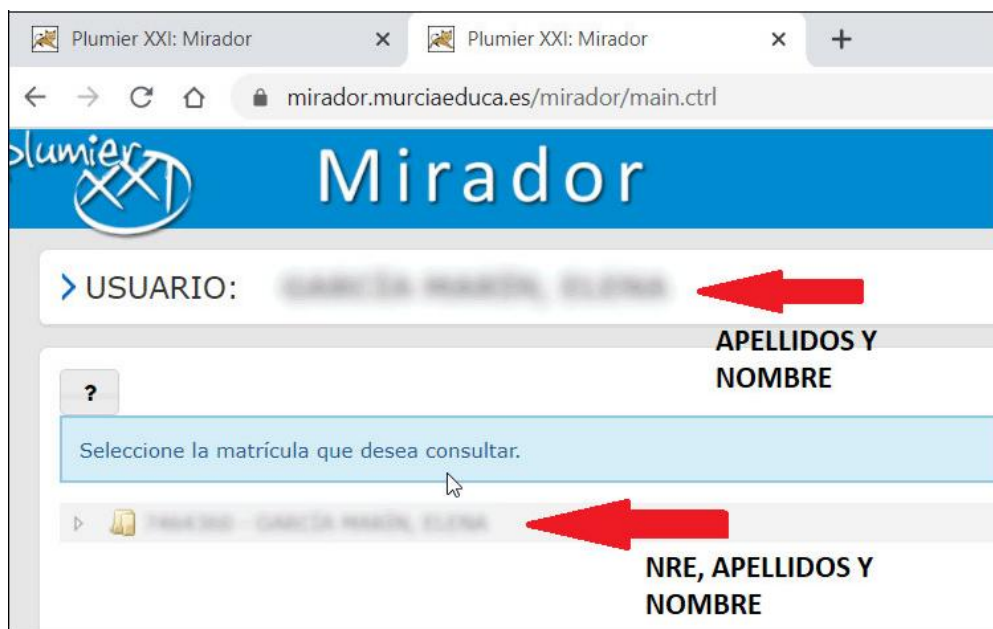 Plumier XXI: Mirador
Plumier XXI: Mirador
mirador.murciaeduca.es/mirador/main.ctrl
plumier
XXI
Mirador
USUARIO:
APELLIDOS Y
NOMBRE
?
Seleccione la matrícula que desea consultar.
NRE, APELLIDOS Y
NOMBRE